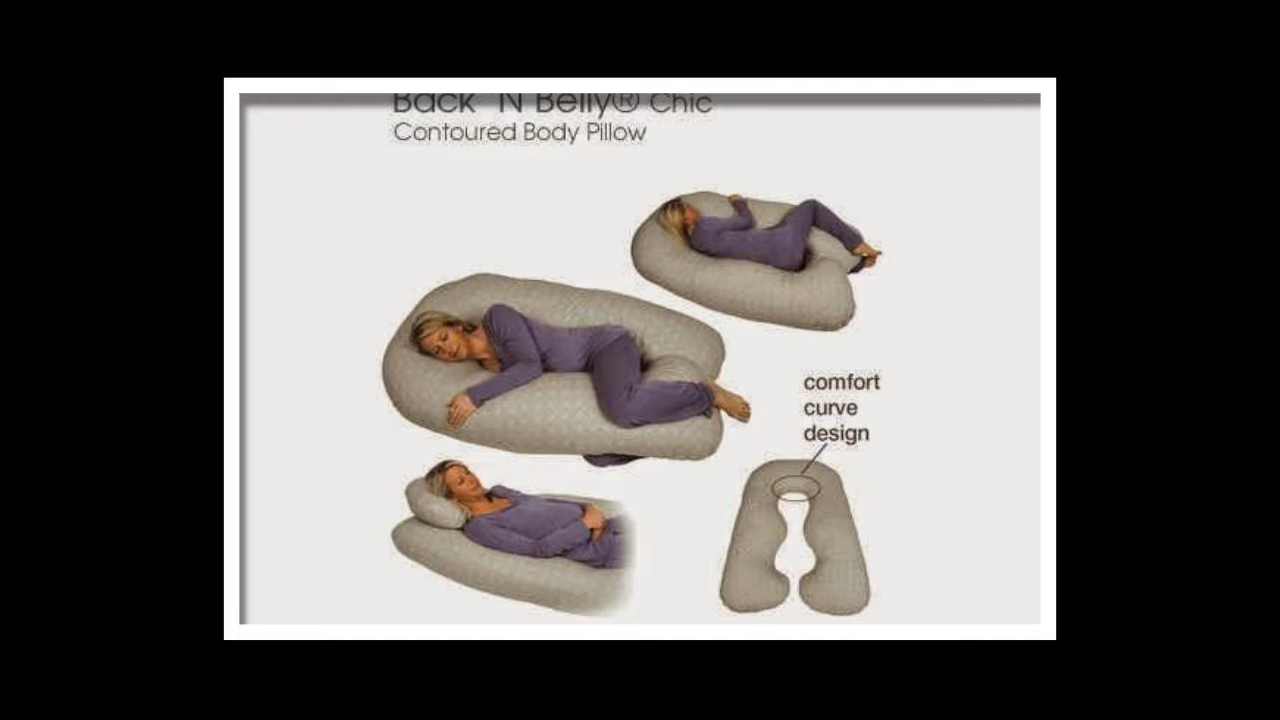 Back 'N Belly® Chic
Contoured Body Pillow
comfort
curve
design